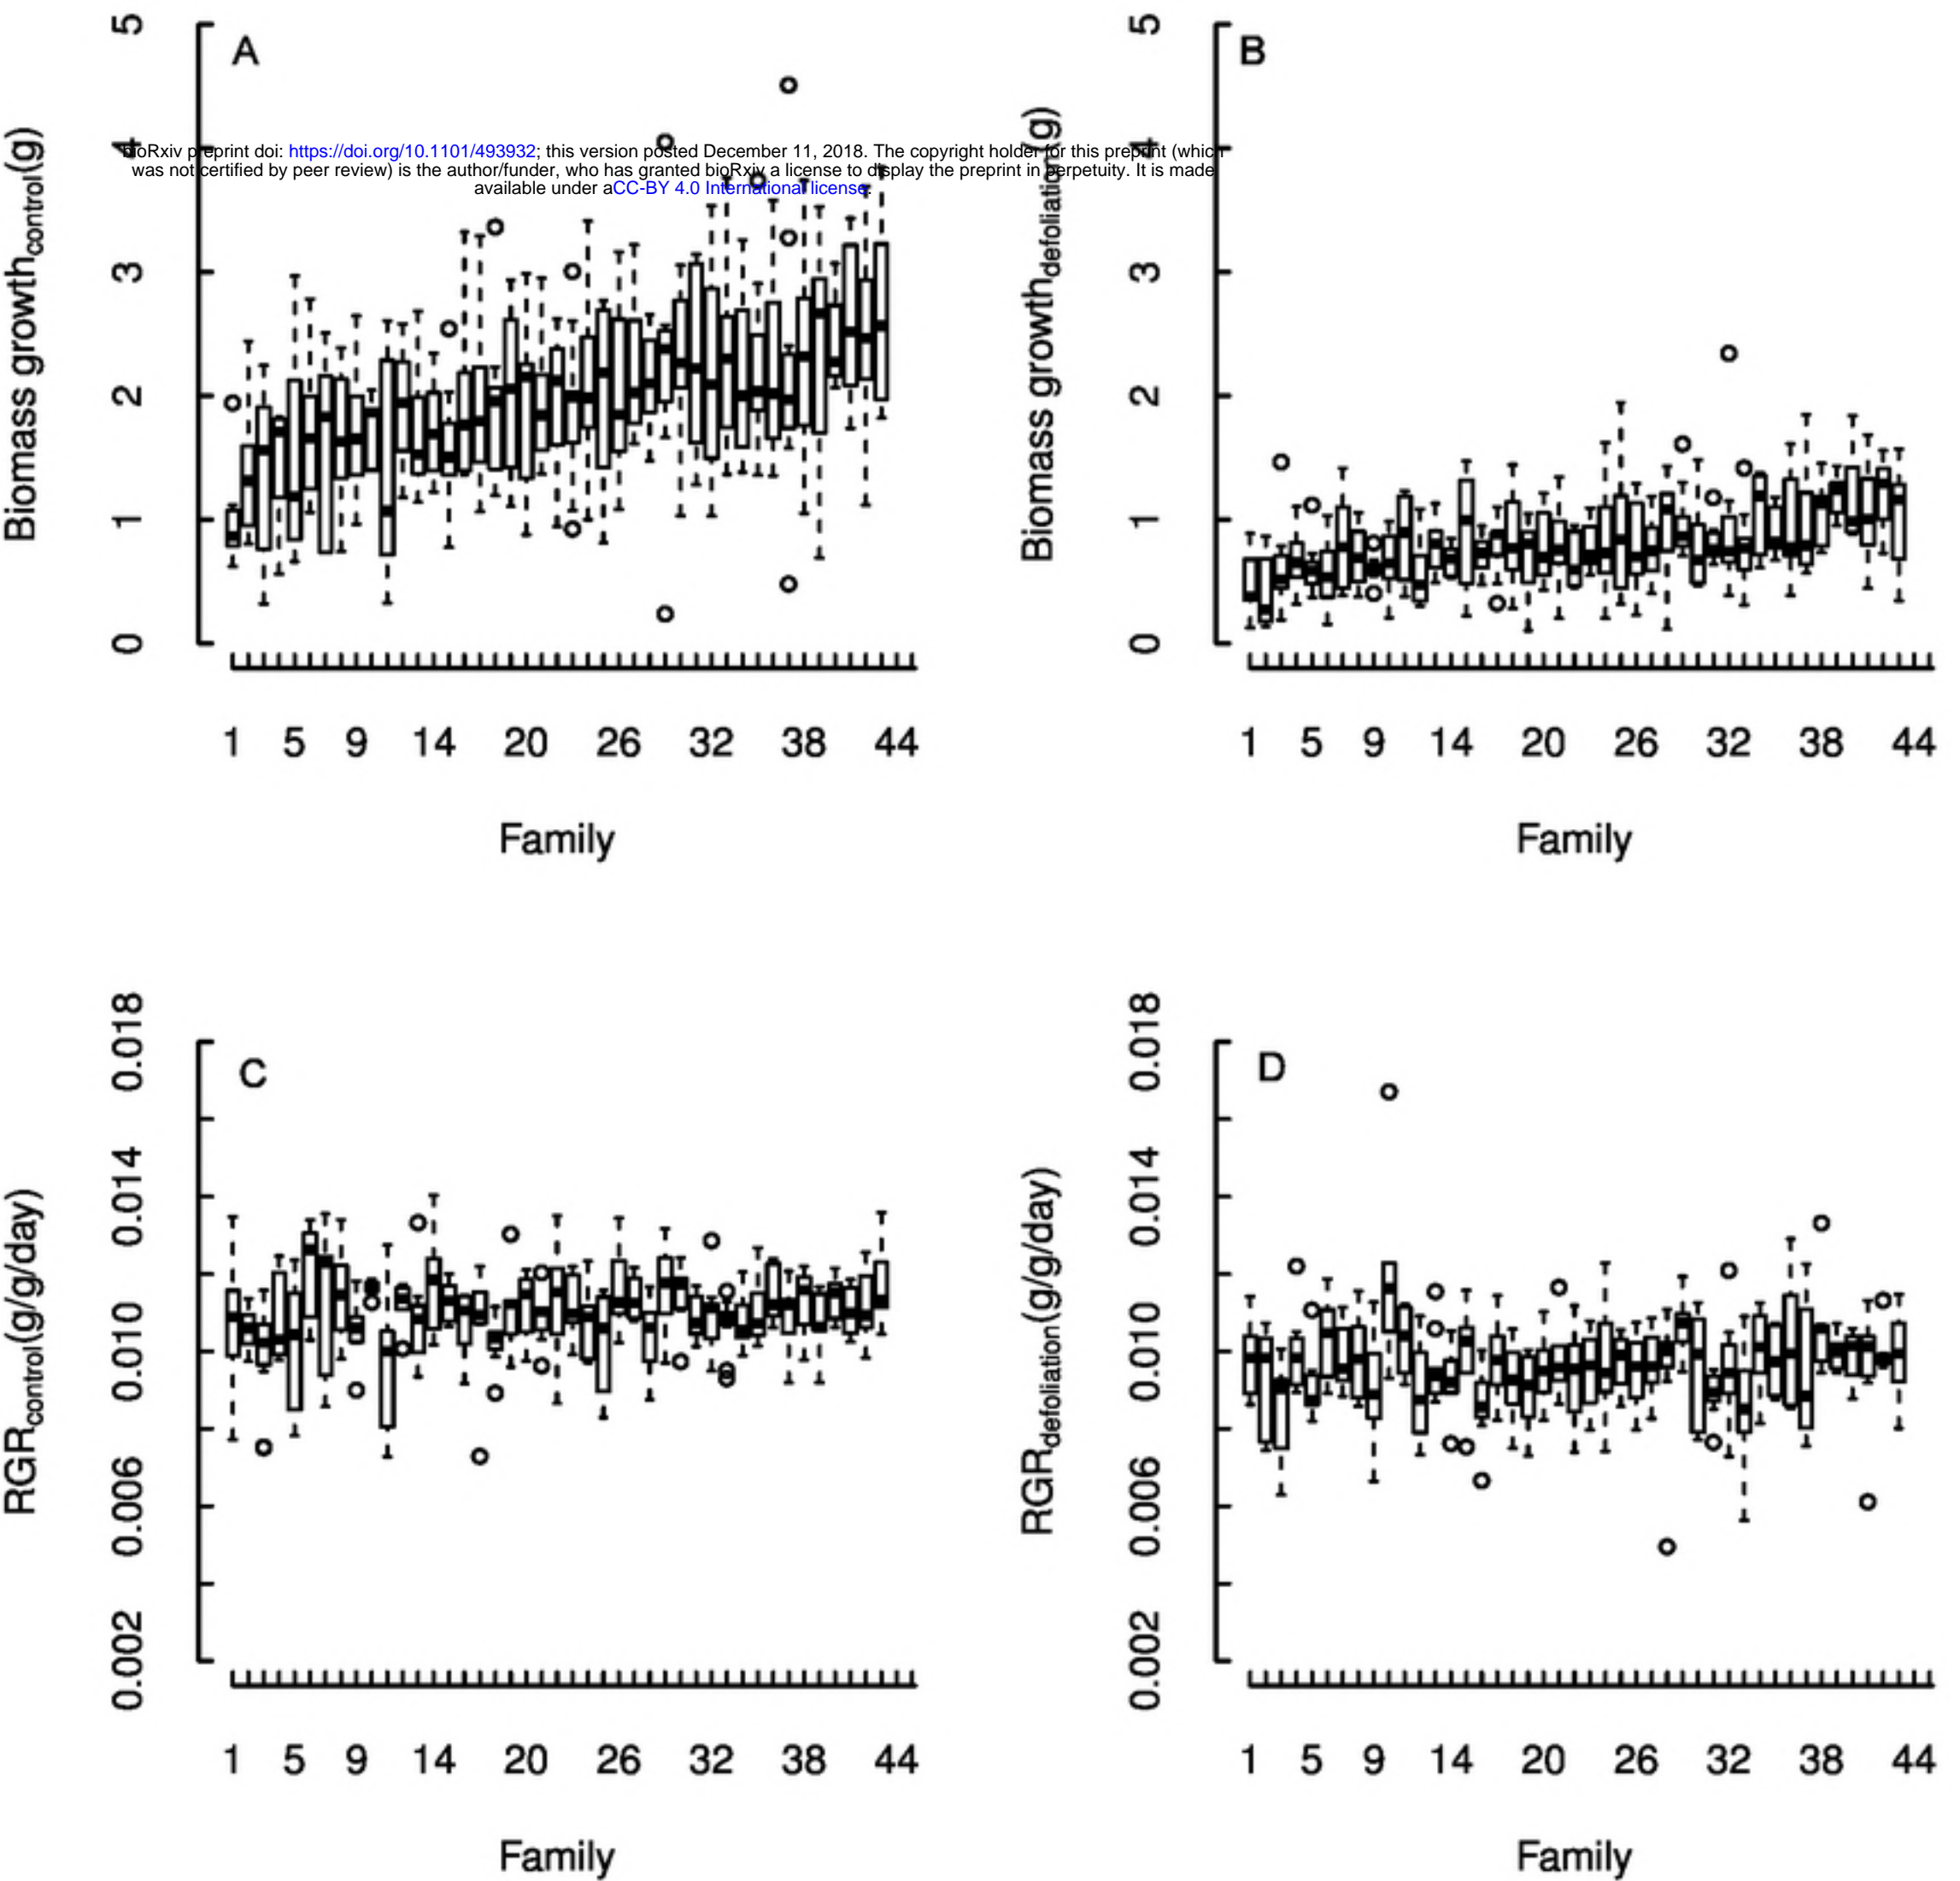 A
B
Biomass growthcontrol(g)
5
4
3
2
1
0
Biomass growthdefoliation(g)
5
4
3
2
1
0
bioRxiv preprint doi: https://doi.org/10.1101/493932; this version posted December 11, 2018. The copyright holder for this preprint (which
was not certified by peer review) is the author/funder, who has granted bioRxiv a license to display the preprint in perpetuity. It is made
available under aCC-BY 4.0 International license.
1 5 9 14 20 26 32 38 44
1 5 9 14 20 26 32 38 44
Family
Family
C
D
RGRcontrol(g/g/day)
0.018
0.014
0.010
0.006
0.002
RGRdefoliation(g/g/day)
0.018
0.014
0.010
0.006
0.002
1 5 9 14 20 26 32 38 44
1 5 9 14 20 26 32 38 44
Family
Family